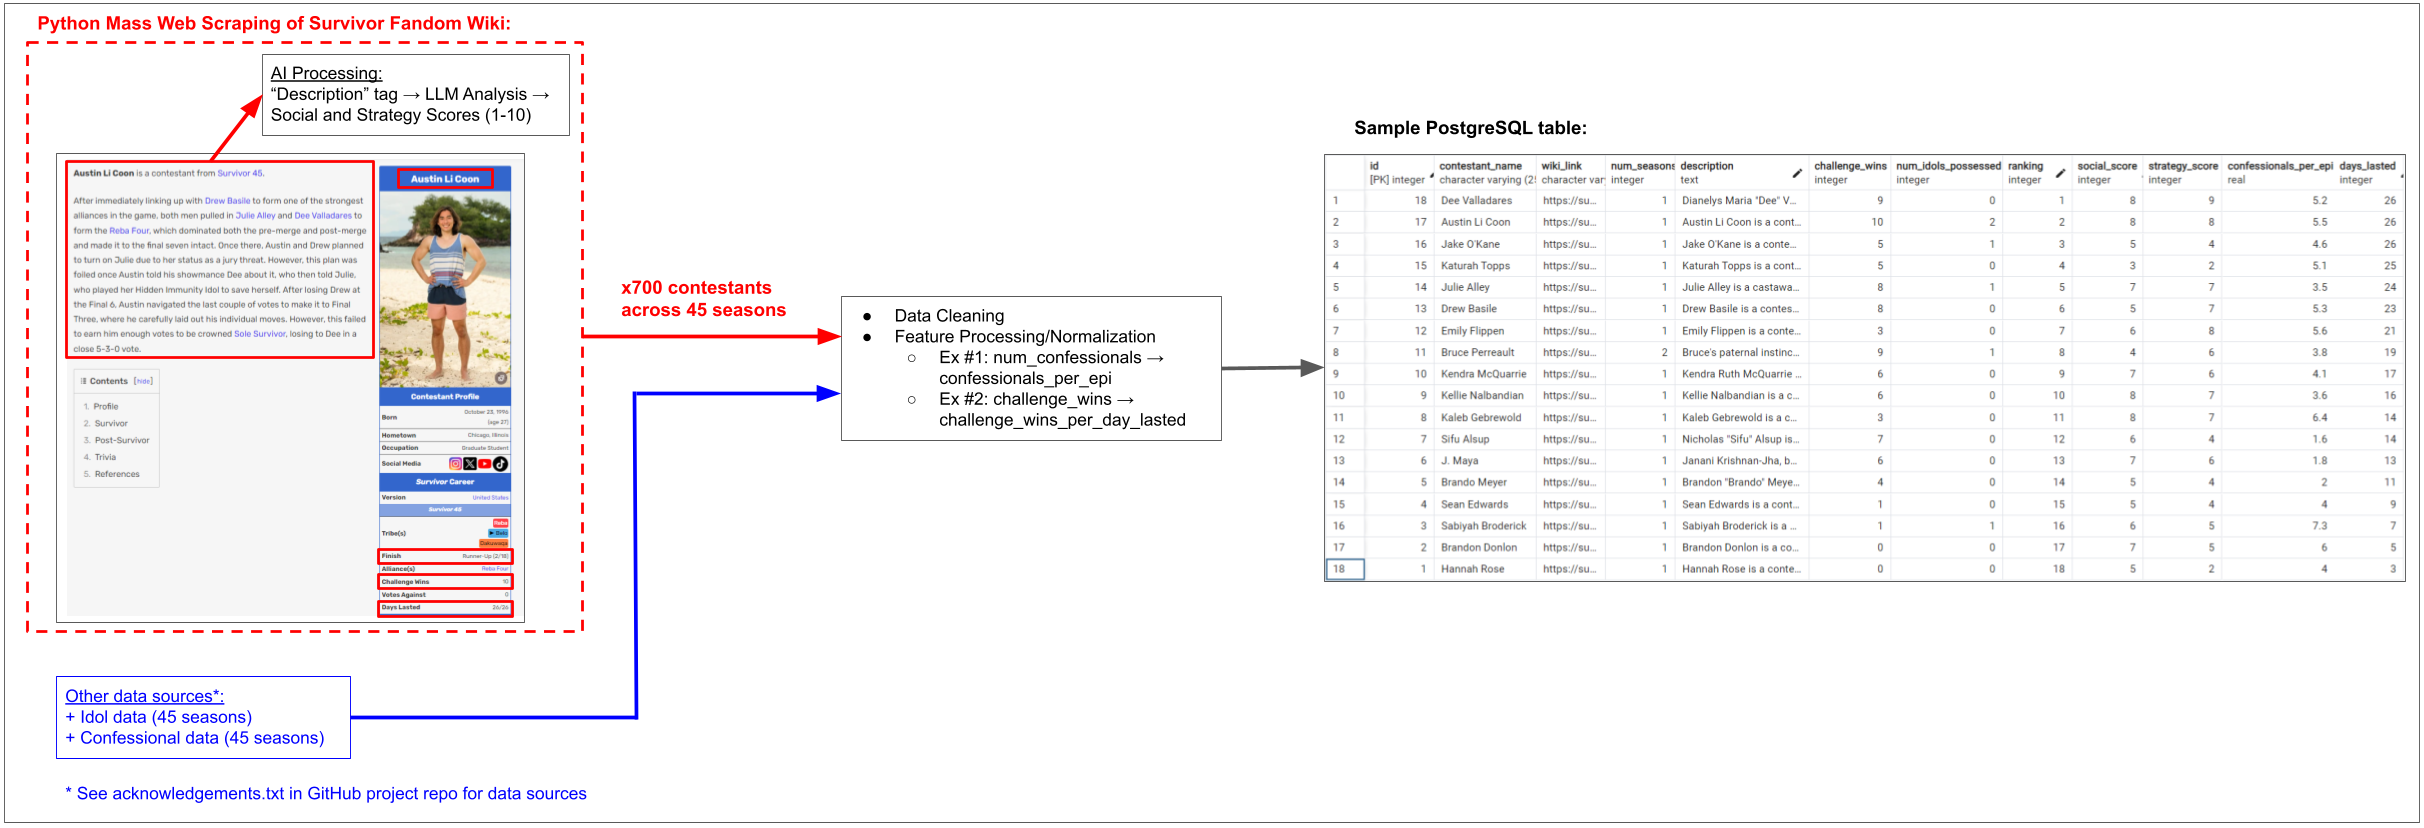 Python Mass Web Scraping of Survivor Fandom Wiki:
AI Processing:
“Description” tag → LLM Analysis →
Social and Strategy Scores (1-10)
Austin Li Coon is a contestant from Survivor 45.
After immediately linking up with Drew Basile to form one of the strongest
alliances in the game, both men pulled in Julie Alley and Dee Valladares to
form the Reba Four, which dominated both the pre-merge and post-merge
and made it to the final seven intact. Once there, Austin and Drew planned
to turn on Julie due to her status as a jury threat. However, this plan was
foiled once Austin told his showmance Dee about it, who then told Julie,
who played her Hidden Immunity Idol to save herself. After losing Drew at
the Final 6, Austin navigated the last couple of votes to make it to Final
Three, where he carefully laid out his individual moves. However, this failed
to earn him enough votes to be crowned Sole Survivor, losing to Dee in a
close 5-3-0 vote.
Contents [hide]
1. Profile
2. Survivor
3. Post-Survivor
4. Trivia
5. References
Austin Li Coon
Contestant Profile
Born October 23, 1996
(age 27)
Hometown Chicago, Illinois
Occupation Graduate Student
Social Media
Survivor Career
Version United States
Survivor 45
Tribe(s) Reba
Belo
Dakuwaqa
Finish Runner-Up (2/18)
Alliance(s) Reba Four
Challenge Wins 10
Votes Against 0
Days Lasted 26/26
x700 contestants
across 45 seasons
Other data sources*:
+ Idol data (45 seasons)
+ Confessional data (45 seasons)
* See acknowledgements.txt in GitHub project repo for data sources
● Data Cleaning
● Feature Processing/Normalization
○ Ex #1: num_confessionals →
confessionals_per_epi
○ Ex #2: challenge_wins →
challenge_wins_per_day_lasted
Sample PostgreSQL table:
id contestant_name wiki_link num_seasons description challenge_wins num_idols_possessed ranking social_score strategy_score confessionals_per_epi days_lasted
[PK] integer character varying (25 character var integer text integer integer integer integer integer real integer
1 18 Dee Valladares https://su... 1 Dianelys Maria "Dee" V... 9 0 1 8 9 5.2 26
2 17 Austin Li Coon https://su... 1 Austin Li Coon is a cont... 10 2 2 8 8 5.5 26
3 16 Jake O'Kane https://su... 1 Jake O'Kane is a conte... 5 1 3 5 4 4.6 26
4 15 Katurah Topps https://su... 1 Katurah Topps is a cont... 5 0 4 3 2 5.1 25
5 14 Julie Alley https://su... 1 Julie Alley is a castawa... 8 1 5 7 7 3.5 24
6 13 Drew Basile https://su... 1 Drew Basile is a contes... 8 0 6 5 7 5.3 23
7 12 Emily Flippen https://su... 1 Emily Flippen is a conte... 3 0 7 6 8 5.6 21
8 11 Bruce Perreault https://su... 2 Bruce's paternal instinc... 9 1 8 4 6 3.8 19
9 10 Kendra McQuarrie https://su... 1 Kendra Ruth McQuarrie ... 6 0 9 7 6 4.1 17
10 9 Kellie Nalbandian https://su... 1 Kellie Nalbandian is a c... 6 0 10 8 7 3.6 16
11 8 Kaleb Gebrewold https://su... 1 Kaleb Gebrewold is a c... 3 0 11 8 7 6.4 14
12 7 Sifu Alsup https://su... 1 Nicholas "Sifu" Alsup is... 7 0 12 6 4 1.6 14
13 6 J. Maya https://su... 1 Janani Krishnan-Jha, b... 6 0 13 7 6 1.8 13
14 5 Brando Meyer https://su... 1 Brandon "Brando" Meye... 4 0 14 5 4 2 11
15 4 Sean Edwards https://su... 1 Sean Edwards is a cont... 1 0 15 5 4 4 9
16 3 Sabiyah Broderick https://su... 1 Sabiyah Broderick is a ... 1 1 16 6 5 7.3 7
17 2 Brandon Donlon https://su... 1 Brandon Donlon is a co... 0 0 17 7 5 6 5
18 1 Hannah Rose https://su... 1 Hannah Rose is a conte... 0 0 18 5 2 4 3